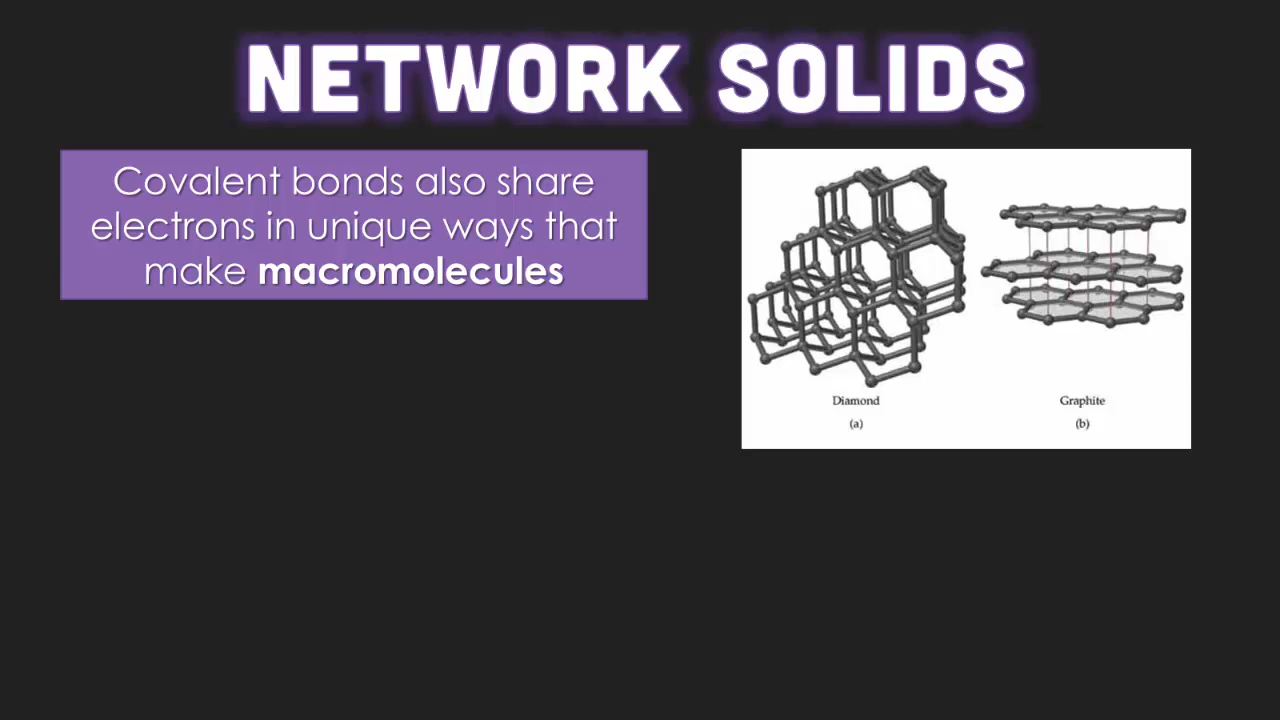 NETWORK SOLIDS
Covalent bonds also share
electrons in unique ways that
make macromolecules
Diamond
(a)
Graphite
(b)